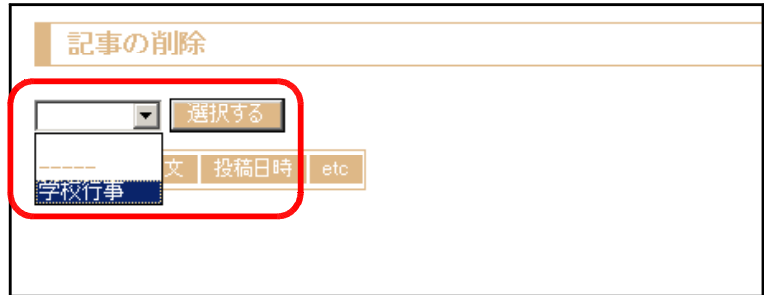 記事の削除
選択する
-----
文 投稿日時 etc
学校行事